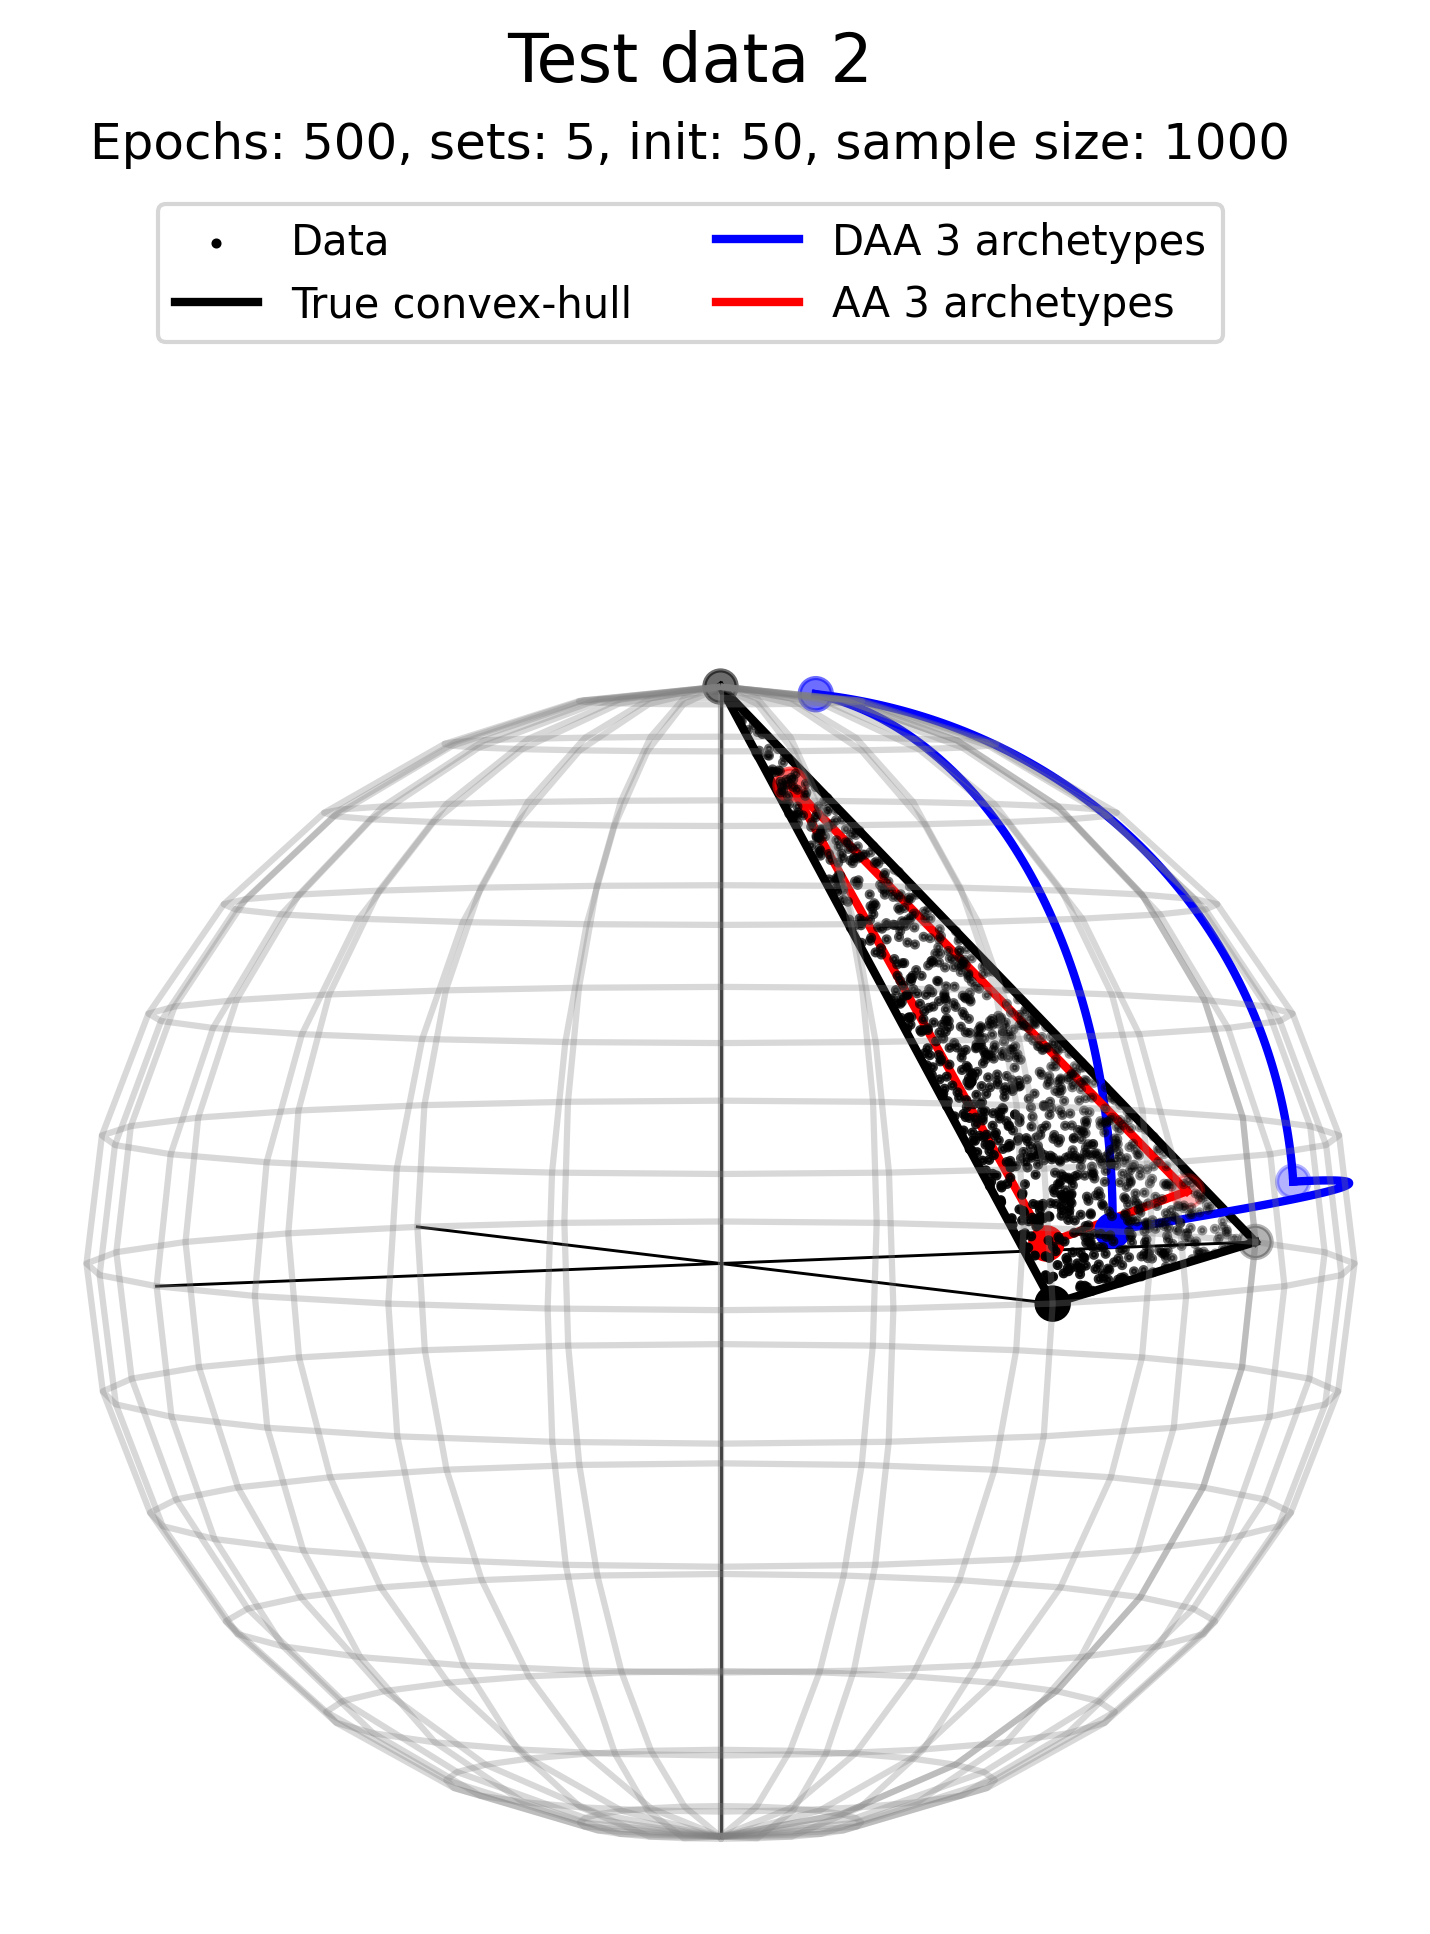 Test data 2
Epochs: 500, sets: 5, init: 50, sample size: 1000
Data
True convex-hull
DAA 3 archetypes
AA 3 archetypes